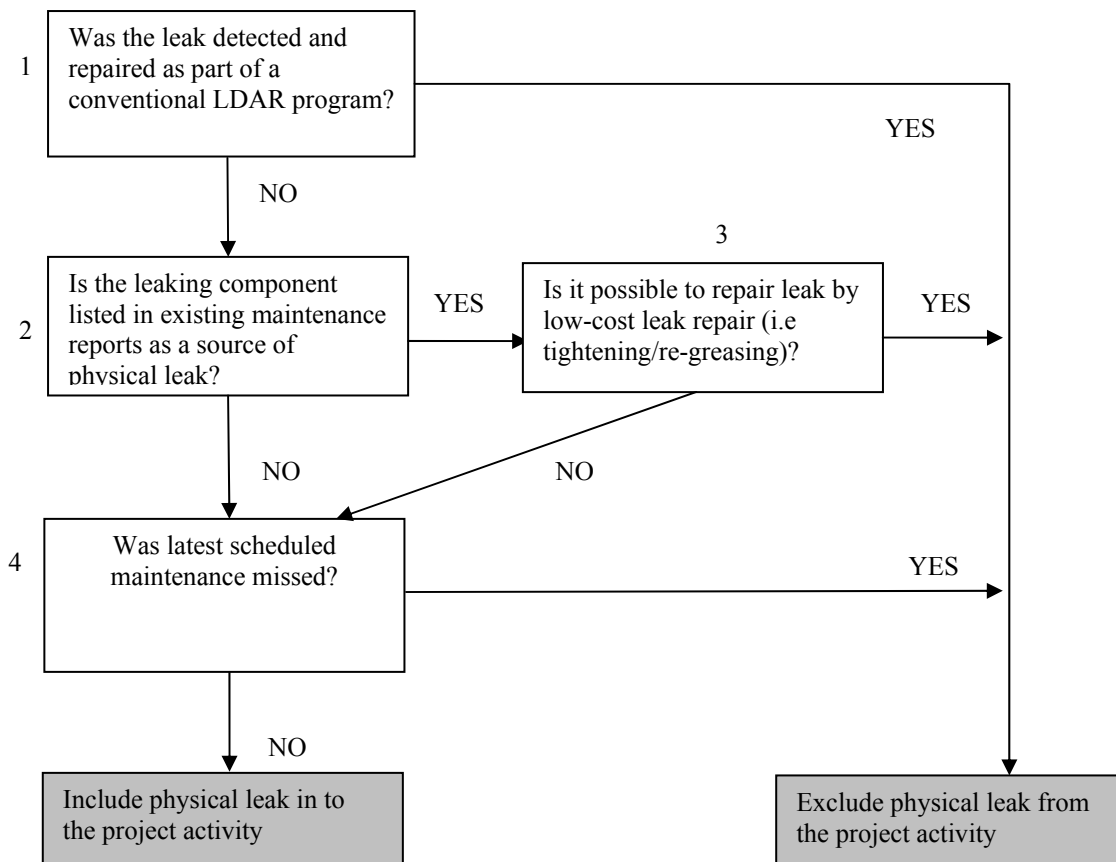 1
Was the leak detected and
repaired as part of a
conventional LDAR program?
YES
NO
2
Is the leaking component
listed in existing maintenance
reports as a source of
physical leak?
YES
3
Is it possible to repair leak by
low-cost leak repair (i.e
tightening/re-greasing)?
YES
NO
NO
4
Was latest scheduled
maintenance missed?
YES
NO
Include physical leak in to
the project activity
Exclude physical leak from
the project activity